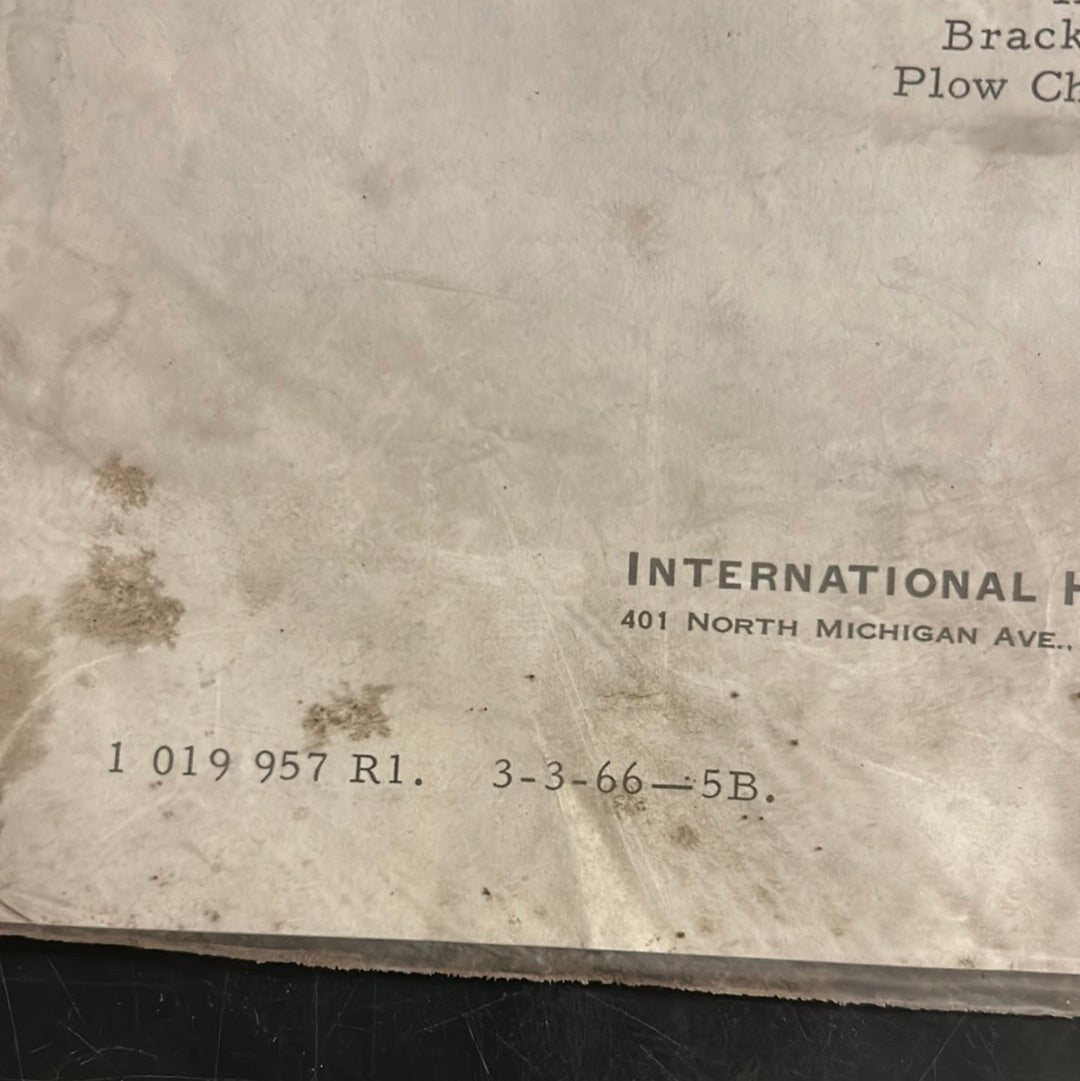 Brack
Plow Ch
INTERNATIONAL H
401 NORTH MICHIGAN AVE.,
1 019 957 R1. 3-3-66—5B.